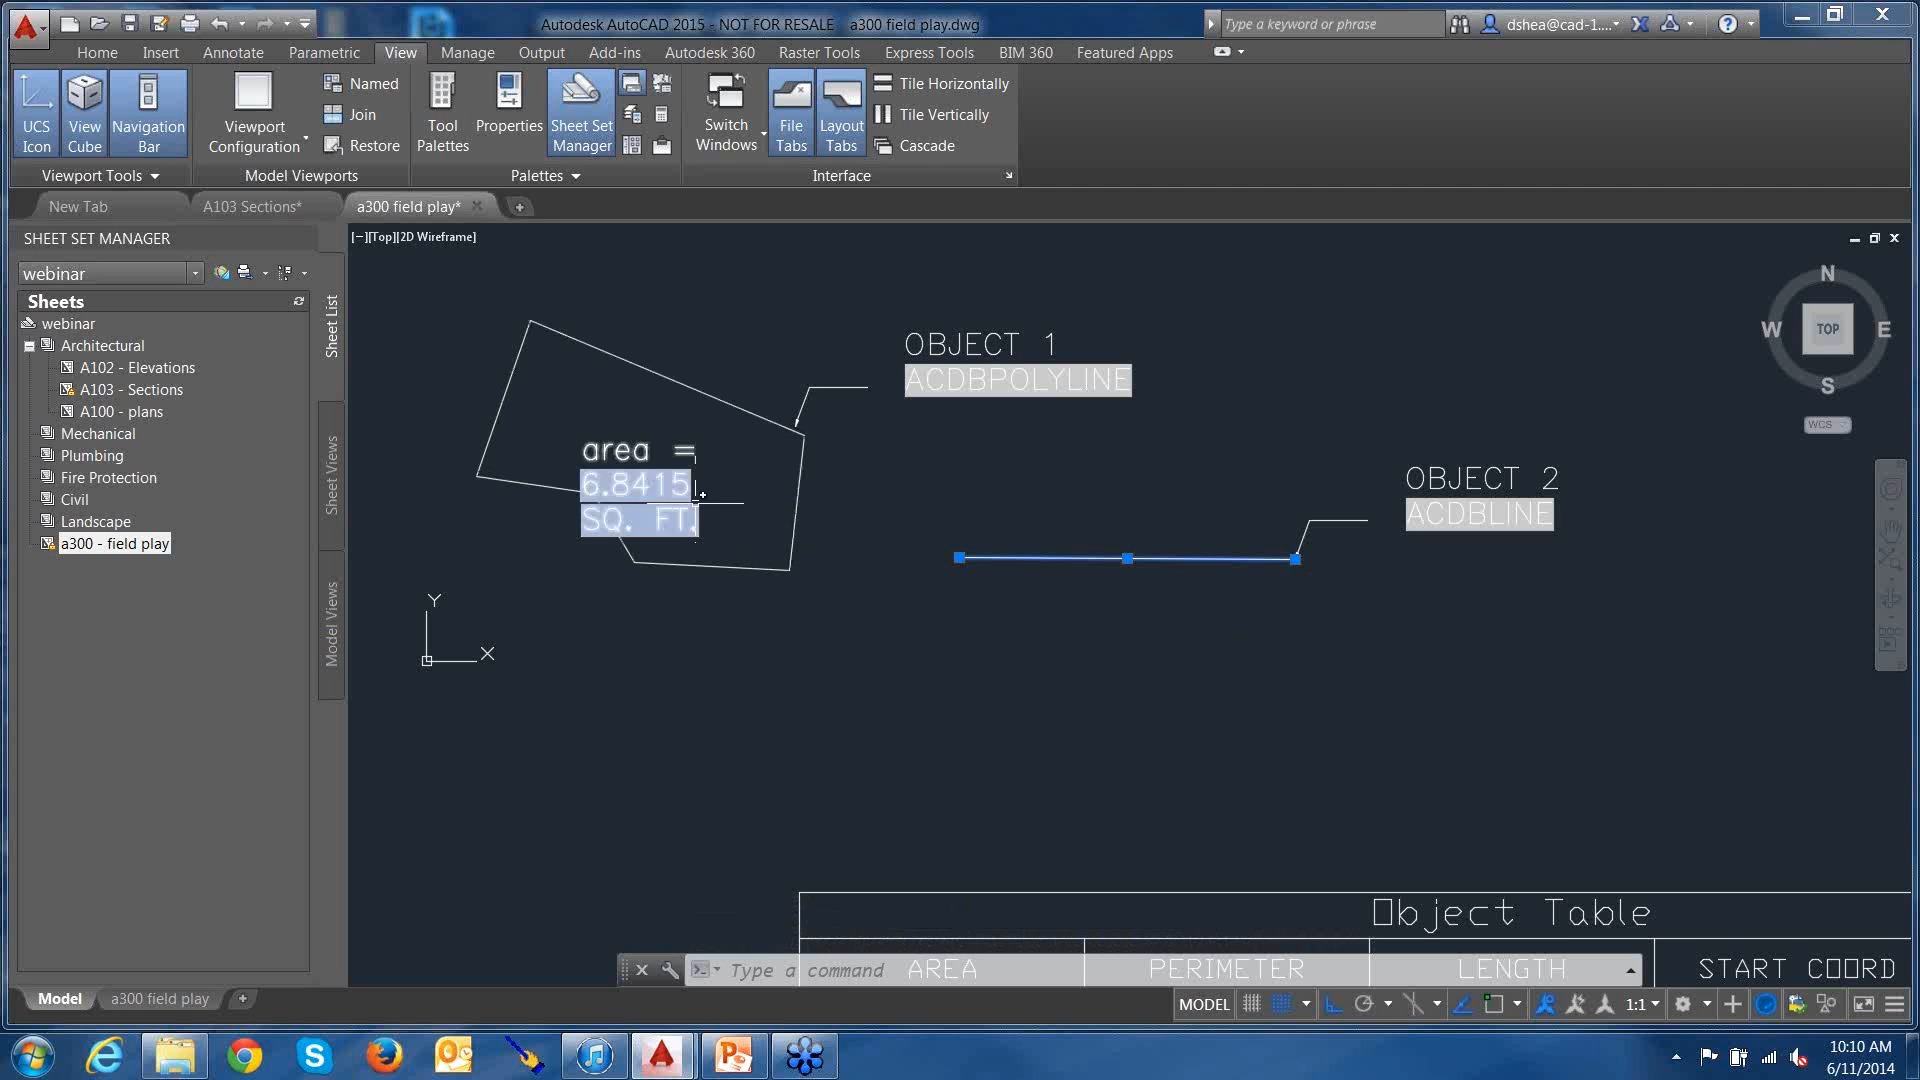 Autodesk AutoCAD 2015 - NOT FOR RESALE a300 field play.dwg
Type a keyword or phrase
dshea@cad-1....
Home Insert Annotate Parametric View Manage Output Add-ins Autodesk 360 Raster Tools Express Tools BIM 360 Featured Apps
UCS Icon
View Cube
Navigation Bar
Viewport Configuration
Named
Join
Restore
Tool Palettes
Properties
Sheet Set Manager
Switch Windows
File Tabs
Layout Tabs
Tile Horizontally
Tile Vertically
Cascade
Viewport Tools
Model Viewports
Palettes
Interface
New Tab
A103 Sections*
a300 field play*
SHEET SET MANAGER
webinar
Sheets
webinar
Architectural
A102 - Elevations
A103 - Sections
A100 - plans
Mechanical
Plumbing
Fire Protection
Civil
Landscape
a300 - field play
Sheet List
Sheet Views
Model Views
[−][Top][2D Wireframe]
N
W
TOP
E
S
WCS
OBJECT 1
ACDBPOLYLINE
area =
6.8415
SQ. FT.
OBJECT 2
ACDBLINE
Y
X
Object Table
AREA
PERIMETER
LENGTH
START COORD
Type a command
Model
a300 field play
MODEL
1:1
10:10 AM
6/11/2014